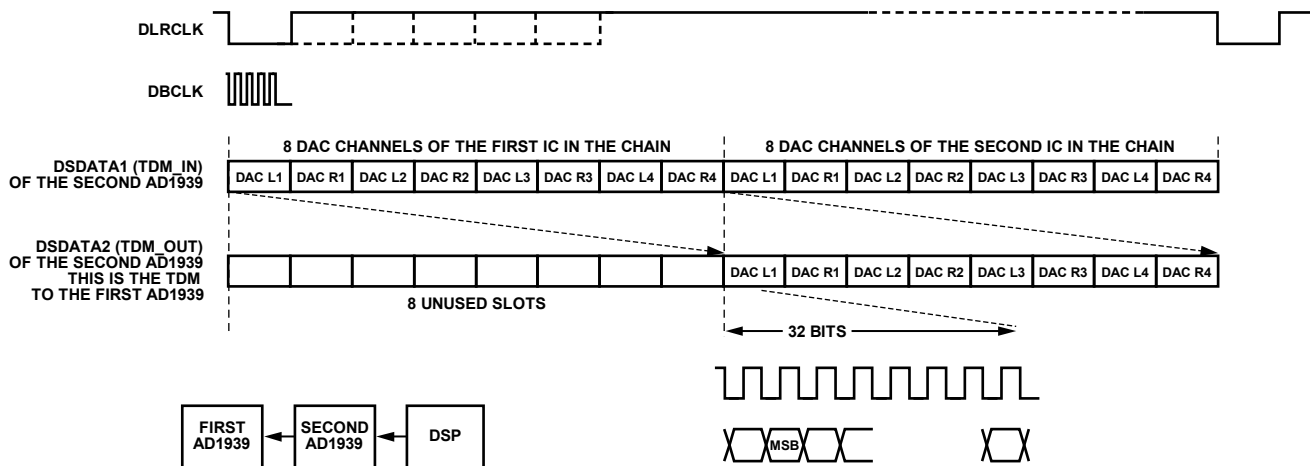 DLRCLK
DBCLK
8 DAC CHANNELS OF THE FIRST IC IN THE CHAIN
8 DAC CHANNELS OF THE SECOND IC IN THE CHAIN
DSDATA1 (TDM_IN)
OF THE SECOND AD1939
DAC L1 DAC R1 DAC L2 DAC R2 DAC L3 DAC R3 DAC L4 DAC R4 DAC L1 DAC R1 DAC L2 DAC R2 DAC L3 DAC R3 DAC L4 DAC R4
DSDATA2 (TDM_OUT)
OF THE SECOND AD1939
THIS IS THE TDM
TO THE FIRST AD1939
DAC L1 DAC R1 DAC L2 DAC R2 DAC L3 DAC R3 DAC L4 DAC R4
8 UNUSED SLOTS
32 BITS
FIRST
AD1939
SECOND
AD1939
DSP
MSB